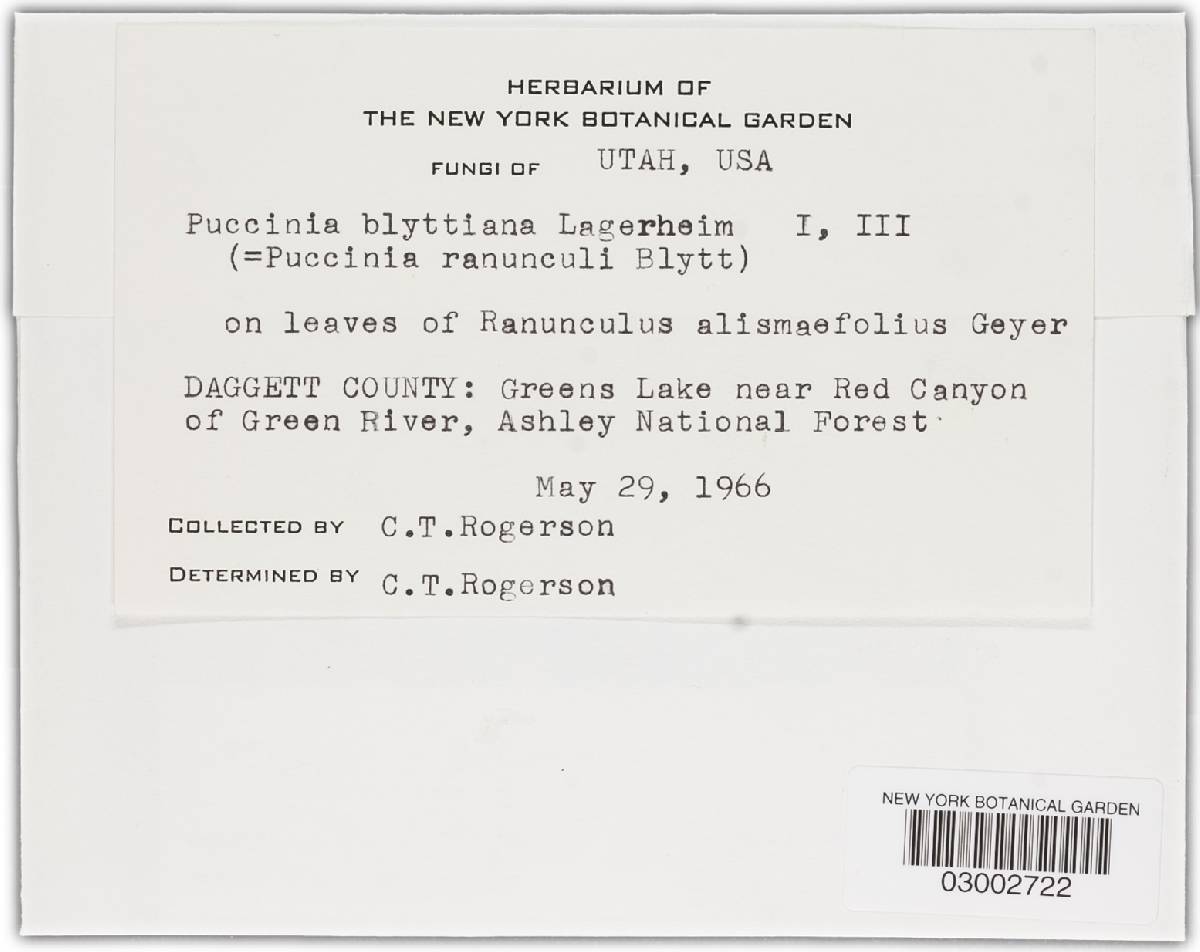 HERBARIUM OF
THE NEW YORK BOTANICAL GARDEN
FUNGI OF UTAH, USA
Puccinia blyttiana Lagerheim I, III
(=Puccinia ranunculi Blytt)
on leaves of Ranunculus alismaefolius Geyer
DAGGETT COUNTY: Greens Lake near Red Canyon
of Green River, Ashley National Forest
May 29, 1966
COLLECTED BY C.T.Rogerson
DETERMINED BY C.T.Rogerson
NEW YORK BOTANICAL GARDEN
03002722